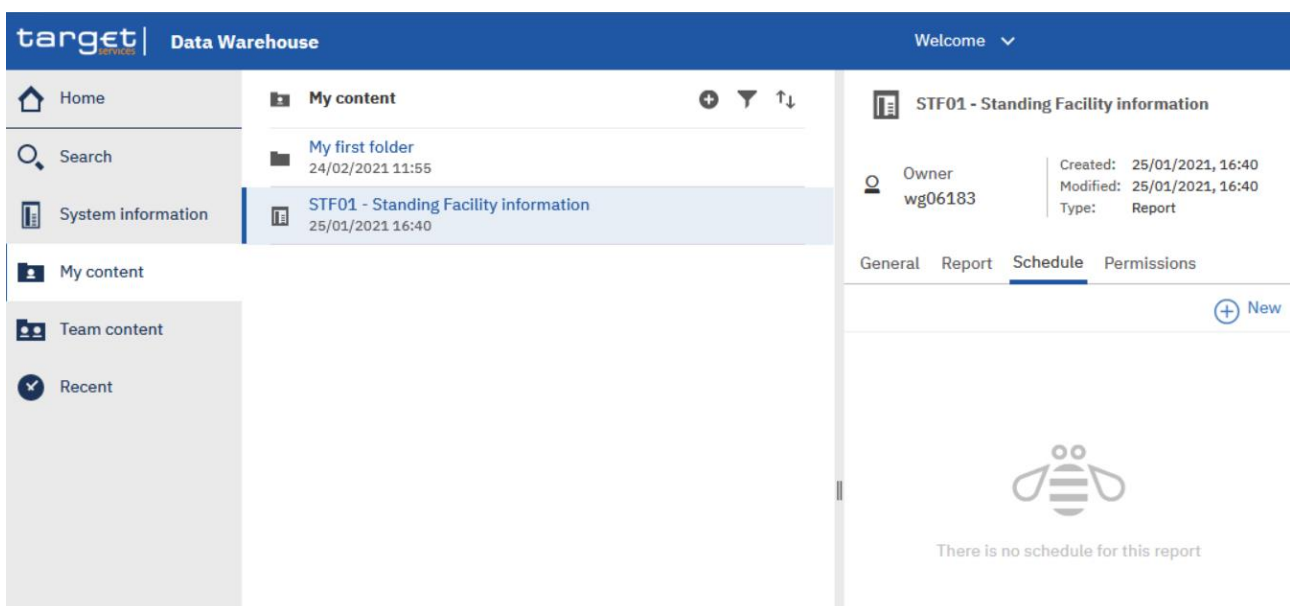 target
services
Data Warehouse
Welcome
Home
Search
System information
My content
Team content
Recent
My content
My first folder
24/02/2021 11:55
STF01 - Standing Facility information
25/01/2021 16:40
STF01 - Standing Facility information
Owner
wg06183
Created: 25/01/2021, 16:40
Modified: 25/01/2021, 16:40
Type: Report
General Report Schedule Permissions
New
There is no schedule for this report